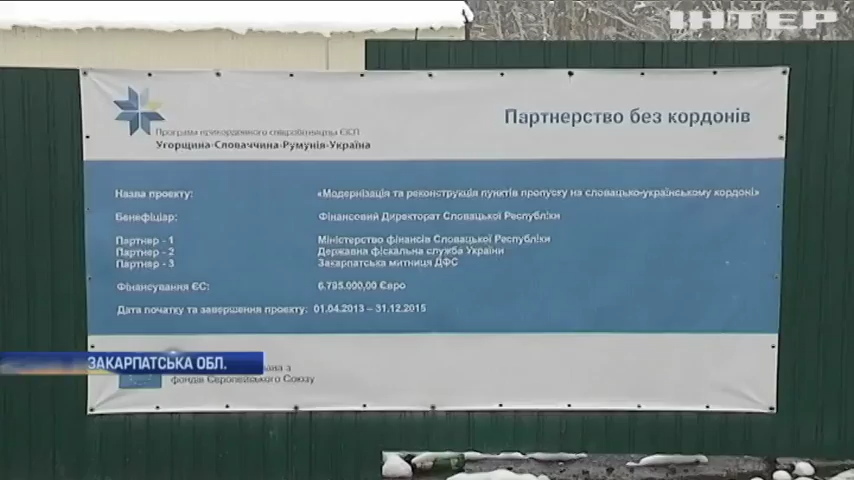 ІНТЕР
Партнерство без кордонів
Програма прикордонного співробітництва ЄІСП
Угорщина-Словаччина-Румунія-Україна
Назва проекту: «Модернізація та реконструкція пунктів пропуску на словацько-українському кордоні»
Бенефіціар: Фінансовий Директорат Словацької Республіки
Партнер - 1 Міністерство фінансів Словацької Республіки
Партнер - 2 Державна фіскальна служба України
Партнер - 3 Закарпатська митниця ДФС
Фінансування ЄС: 6.795.000,00 Євро
Дата початку та завершення проекту: 01.04.2013 – 31.12.2015
ЗАКАРПАТСЬКА ОБЛ.
з
фондів Європейського Союзу